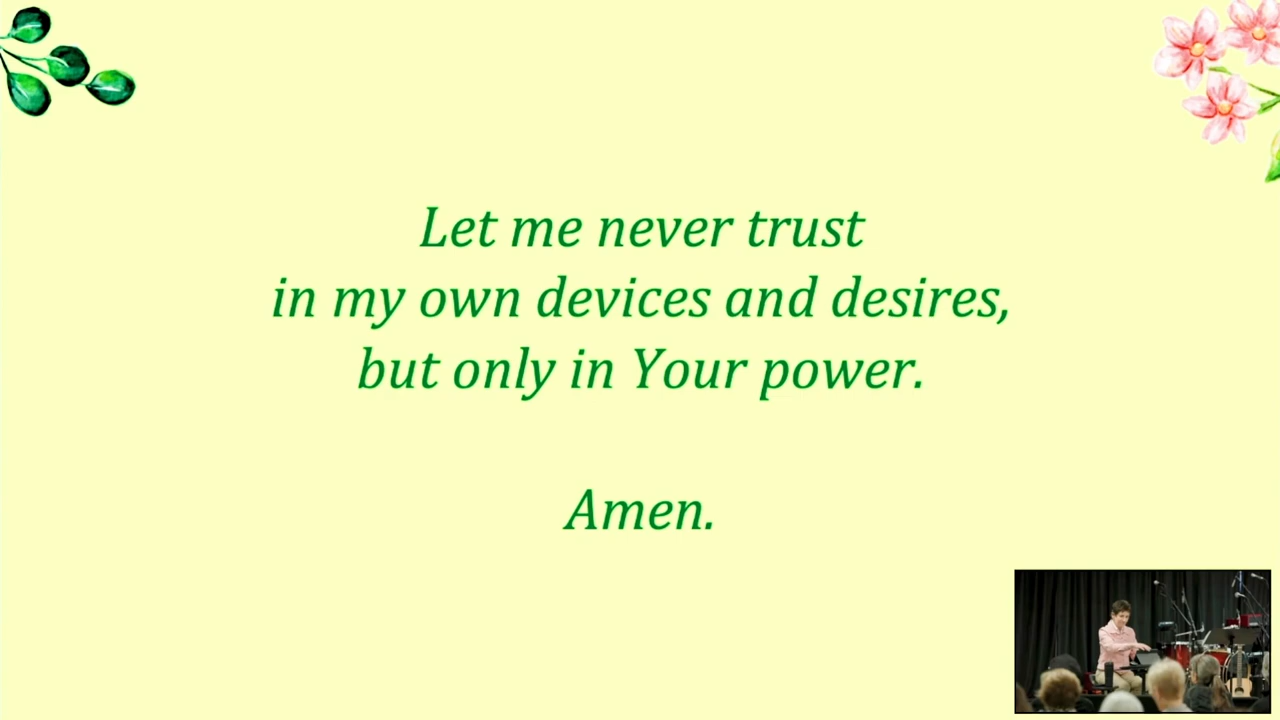 Let me never trust
in my own devices and desires,
but only in Your power.
Amen.